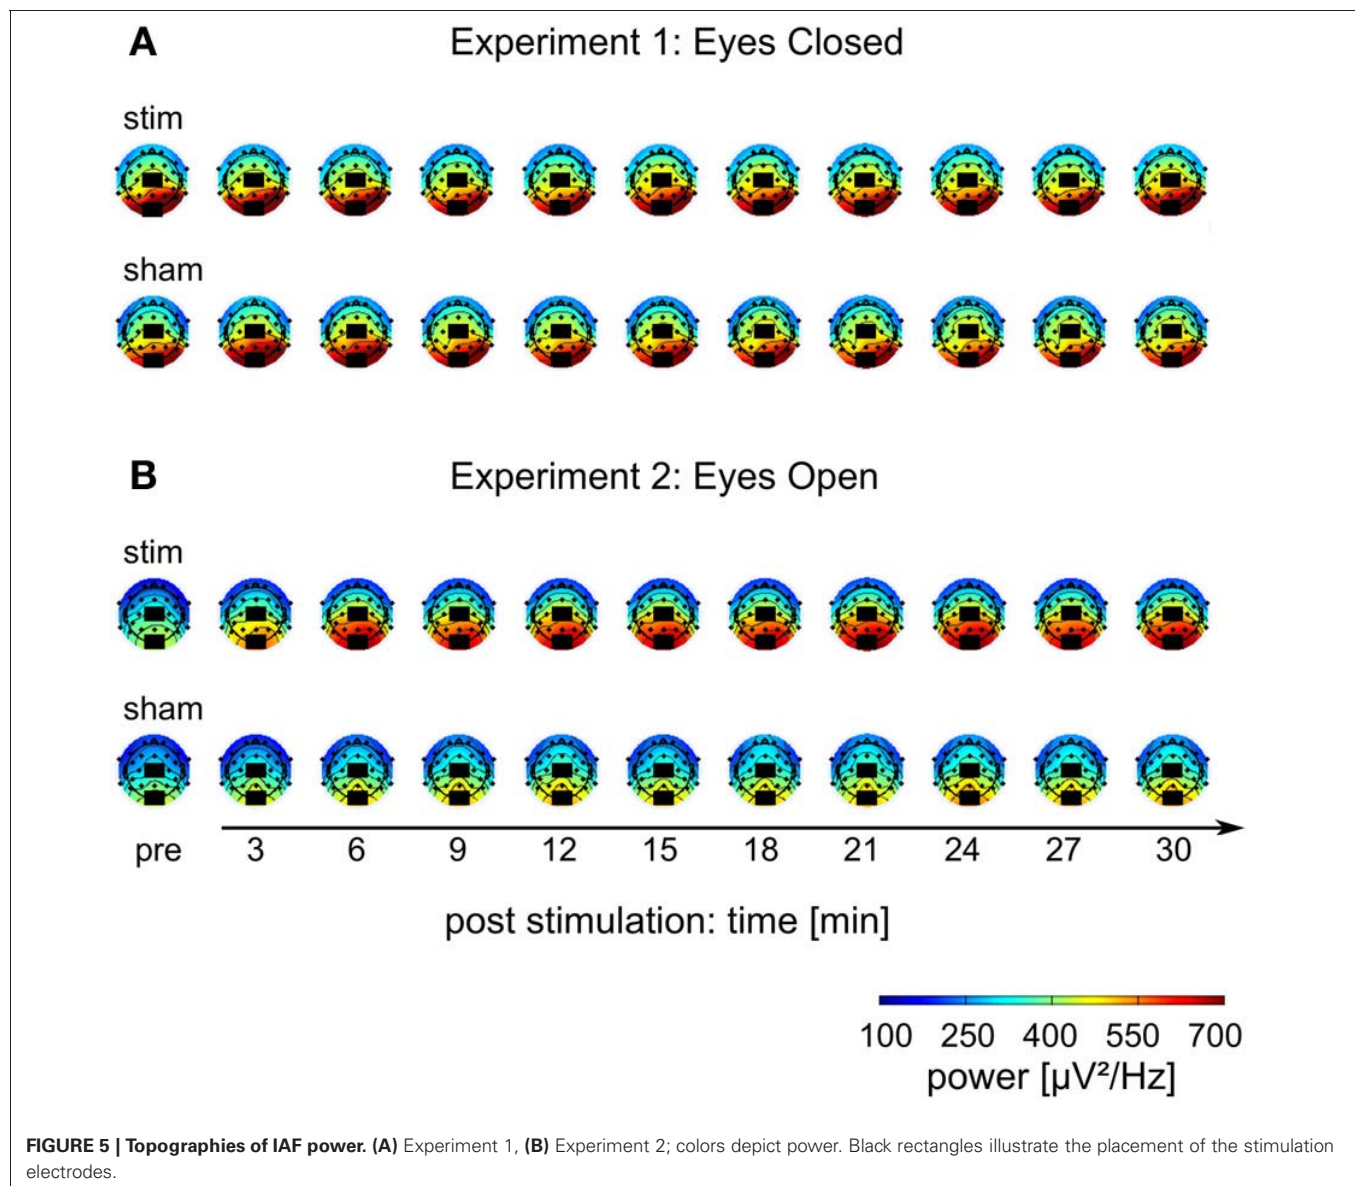 A
Experiment 1: Eyes Closed
stim
sham
B
Experiment 2: Eyes Open
stim
sham
pre 3 6 9 12 15 18 21 24 27 30
post stimulation: time [min]
100 250 400 550 700
power [µV²/Hz]
FIGURE 5 | Topographies of IAF power. (A) Experiment 1, (B) Experiment 2; colors depict power. Black rectangles illustrate the placement of the stimulation
electrodes.